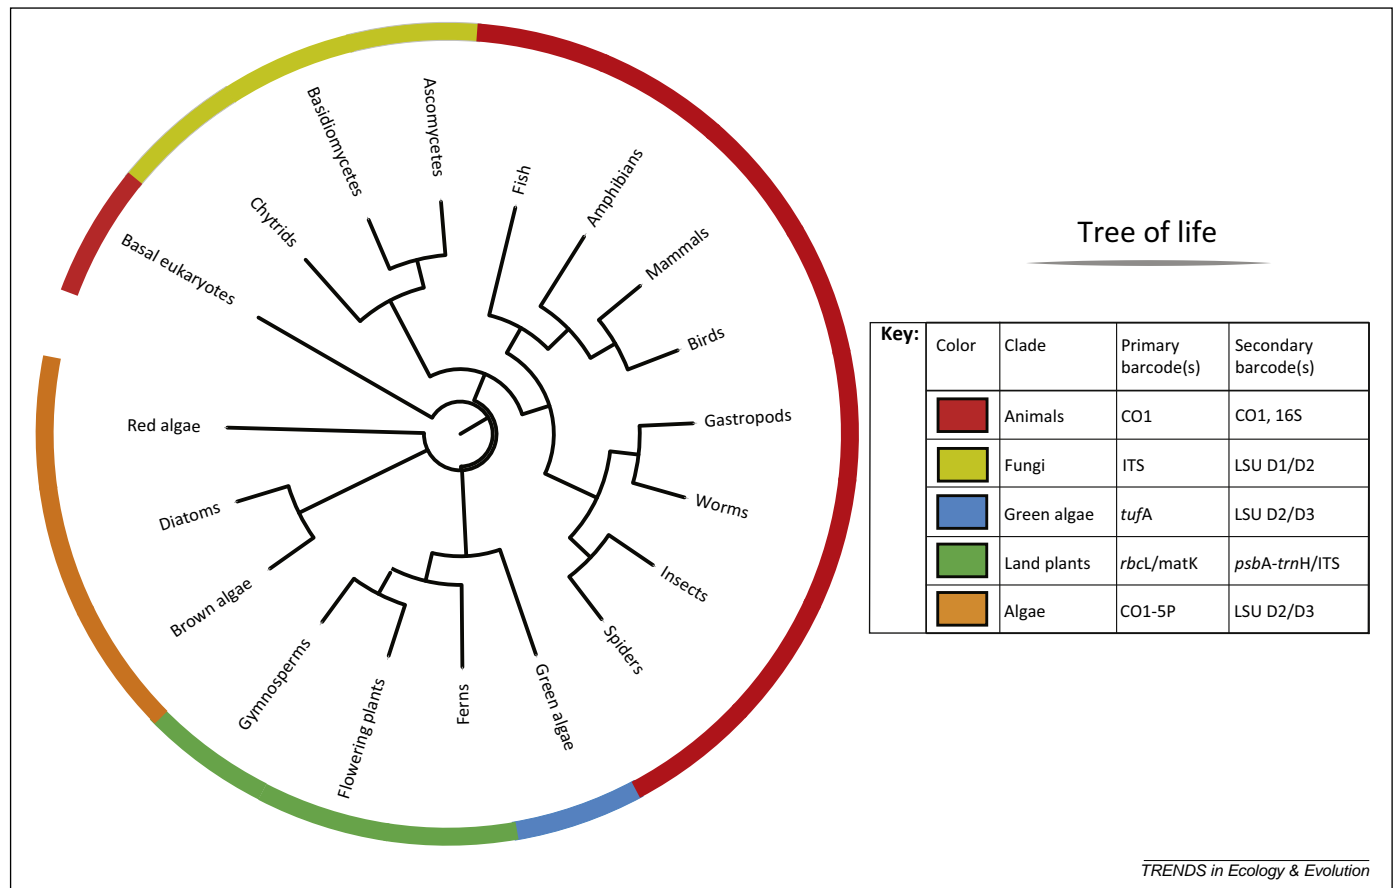 Ascomycetes
Basidiomycetes
Chytrids
Basal eukaryotes
Fish
Amphibians
Mammals
Birds
Gastropods
Worms
Insects
Spiders
Green algae
Ferns
Flowering plants
Gymnosperms
Brown algae
Diatoms
Red algae
Tree of life
Key:
Color Clade Primary barcode(s) Secondary barcode(s)
Animals CO1 CO1, 16S
Fungi ITS LSU D1/D2
Green algae tufA LSU D2/D3
Land plants rbcL/matK psbA-trnH/ITS
Algae CO1-5P LSU D2/D3
TRENDS in Ecology & Evolution